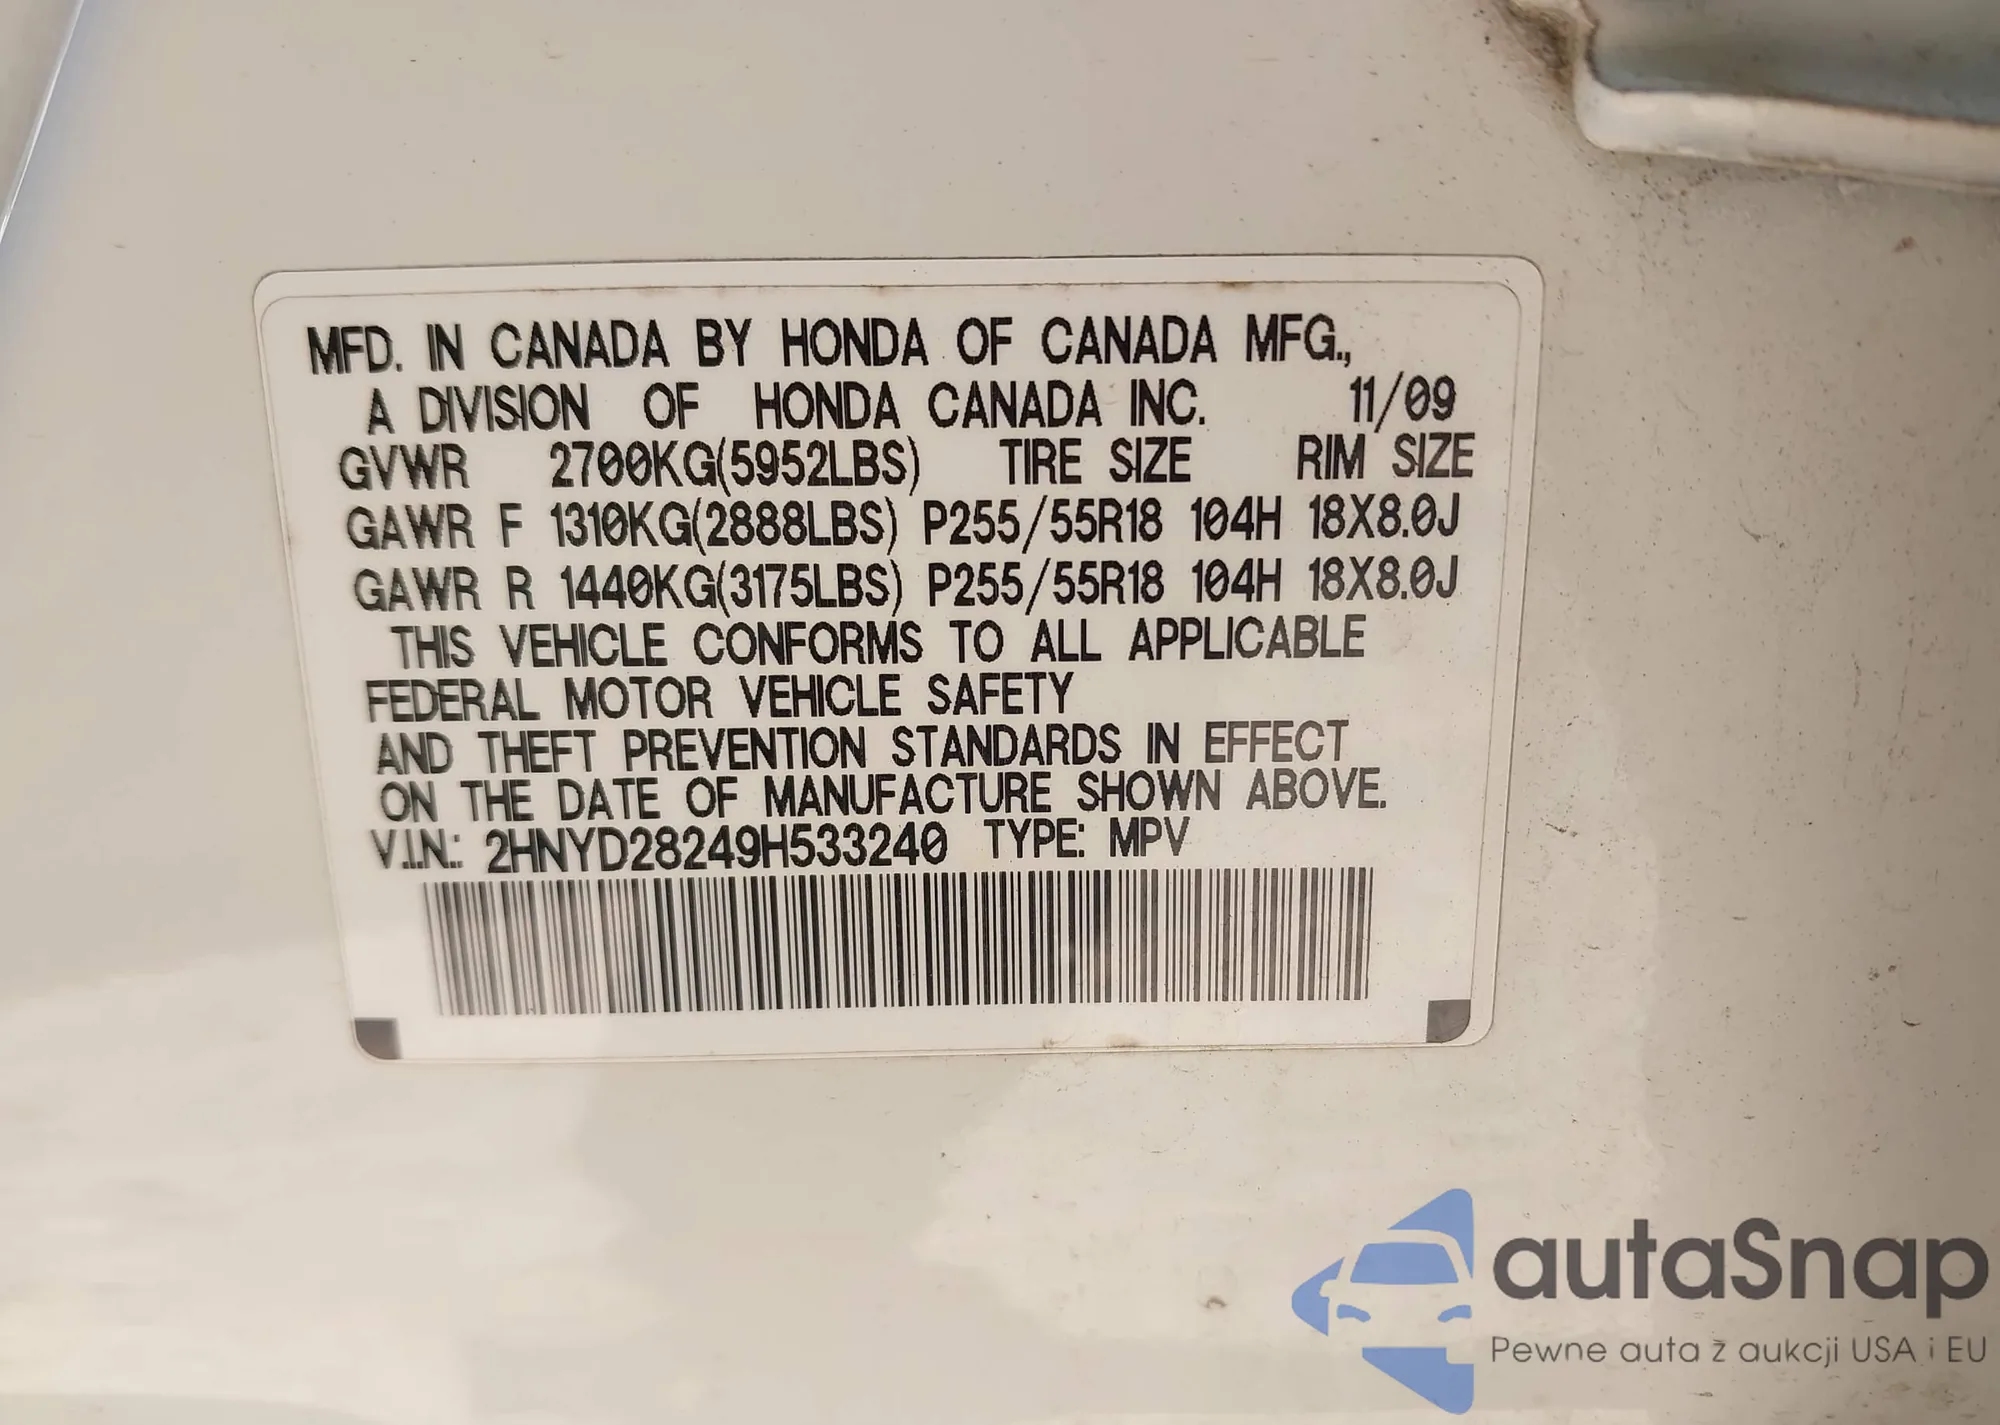 MFD. IN CANADA BY HONDA OF CANADA MFG.,
A DIVISION OF HONDA CANADA INC. 11/09
GVWR 2700KG(5952LBS) TIRE SIZE RIM SIZE
GAWR F 1310KG(2888LBS) P255/55R18 104H 18X8.0J
GAWR R 1440KG(3175LBS) P255/55R18 104H 18X8.0J
THIS VEHICLE CONFORMS TO ALL APPLICABLE
FEDERAL MOTOR VEHICLE SAFETY
AND THEFT PREVENTION STANDARDS IN EFFECT
ON THE DATE OF MANUFACTURE SHOWN ABOVE.
V.I.N.: 2HNYD28249H533240 TYPE: MPV
autaSnap
Pewne auta z aukcji USA i EU